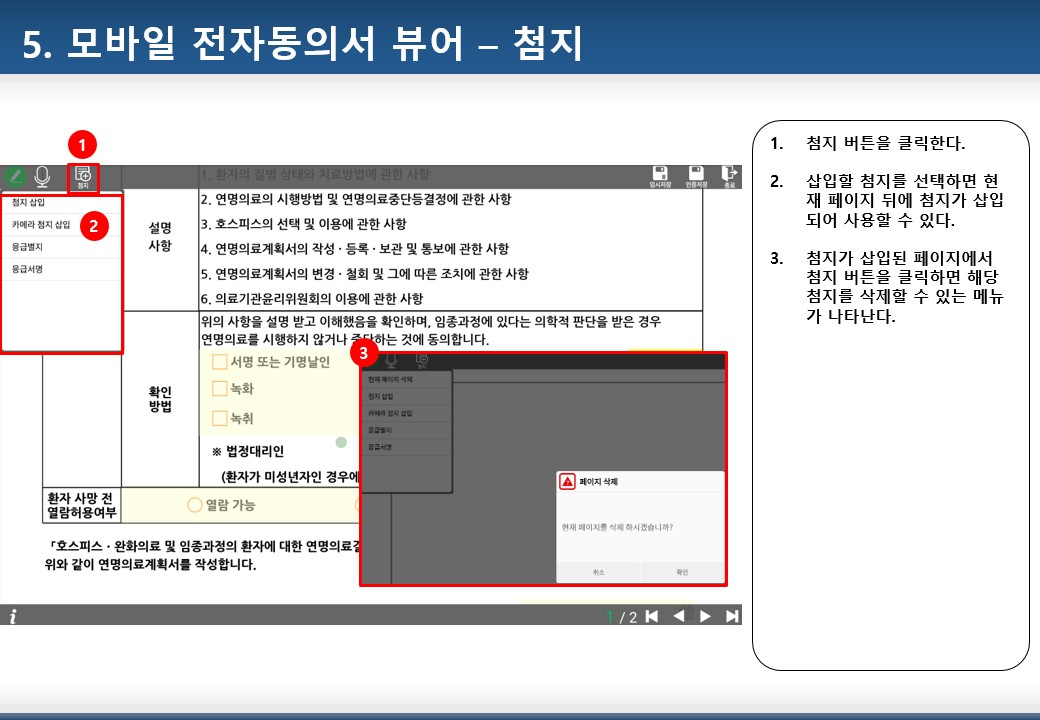 5. 모바일 전자동의서 뷰어 – 첨지
1
첨지
임시저장
인증저장
종료
1. 환자의 질병 상태와 치료방법에 관한 사항
첨지 삽입
카메라 첨지 삽입
2
응급별지
응급서명
설명
사항
2. 연명의료의 시행방법 및 연명의료중단등결정에 관한 사항
3. 호스피스의 선택 및 이용에 관한 사항
4. 연명의료계획서의 작성 · 등록 · 보관 및 통보에 관한 사항
5. 연명의료계획서의 변경 · 철회 및 그에 따른 조치에 관한 사항
6. 의료기관윤리위원회의 이용에 관한 사항
위의 사항을 설명 받고 이해했음을 확인하며, 임종과정에 있다는 의학적 판단을 받은 경우
연명의료를 시행하지 않거나 중단하는 것에 동의합니다.
확인
방법
서명 또는 기명날인
녹화
녹취
※ 법정대리인
(환자가 미성년자인 경우에
환자 사망 전
열람허용여부
열람 가능
「호스피스 · 완화의료 및 임종과정의 환자에 대한 연명의료결
위와 같이 연명의료계획서를 작성합니다.
3
첨지
현재 페이지 삭제
첨지 삽입
카메라 첨지 삽입
응급별지
응급서명
페이지 삭제
현재 페이지를 삭제 하시겠습니까?
취소
확인
i
1 / 2
1. 첨지 버튼을 클릭한다.
2. 삽입할 첨지를 선택하면 현
재 페이지 뒤에 첨지가 삽입
되어 사용할 수 있다.
3. 첨지가 삽입된 페이지에서
첨지 버튼을 클릭하면 해당
첨지를 삭제할 수 있는 메뉴
가 나타난다.